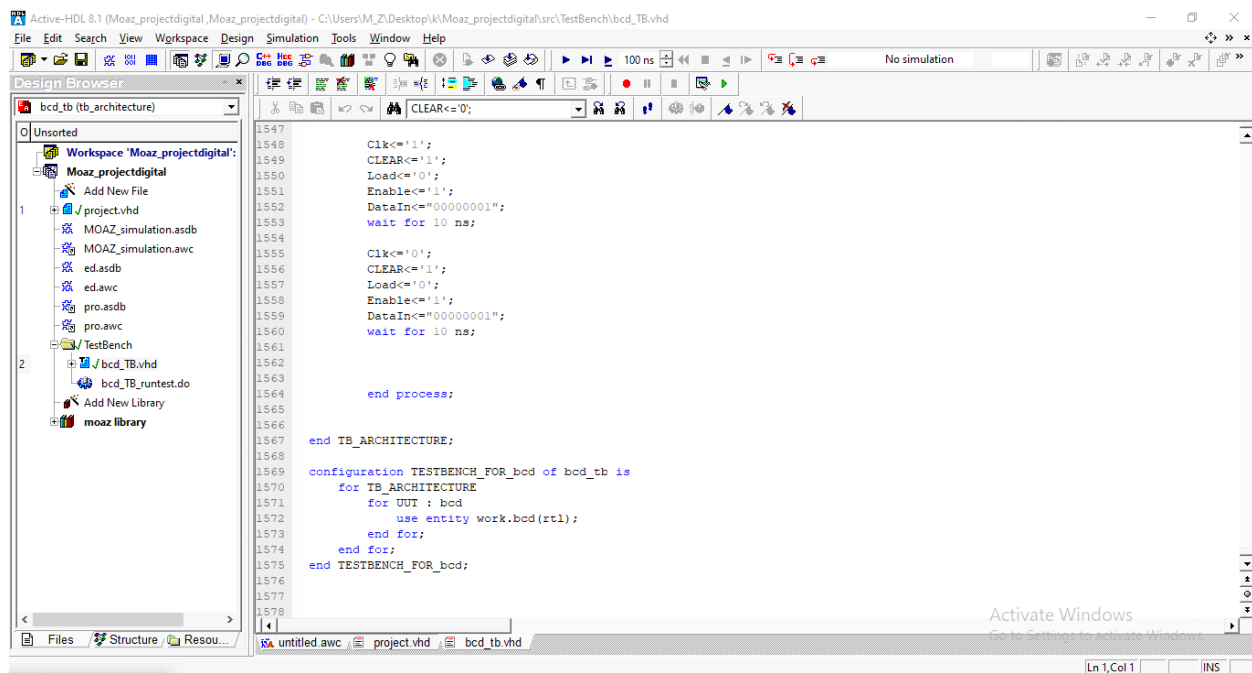 Active-HDL 8.1 (Moaz_projectdigital ,Moaz_projectdigital) - C:\Users\M_Z\Desktop\k\Moaz_projectdigital\src\TestBench\bcd_TB.vhd
File Edit Search View Workspace Design Simulation Tools Window Help
100 ns No simulation
Design Browser
bcd_tb (tb_architecture) CLEAR<='0';
O Unsorted
Workspace 'Moaz_projectdigital':
Moaz_projectdigital
Add New File
1 project.vhd
MOAZ_simulation.asdb
MOAZ_simulation.awc
ed.asdb
ed.awc
pro.asdb
pro.awc
TestBench
2 bcd_TB.vhd
bcd_TB_runtest.do
Add New Library
moaz library
Files Structure Resou...
1547
1548 Clk<='1';
1549 CLEAR<='1';
1550 Load<='0';
1551 Enable<='1';
1552 DataIn<="00000001";
1553 wait for 10 ns;
1554
1555 Clk<='0';
1556 CLEAR<='1';
1557 Load<='0';
1558 Enable<='1';
1559 DataIn<="00000001";
1560 wait for 10 ns;
1561
1562
1563
1564 end process;
1565
1566
1567 end TB_ARCHITECTURE;
1568
1569 configuration TESTBENCH_FOR_bcd of bcd_tb is
1570 for TB_ARCHITECTURE
1571 for UUT : bcd
1572 use entity work.bcd(rtl);
1573 end for;
1574 end for;
1575 end TESTBENCH_FOR_bcd;
1576
1577
1578
Activate Windows
Go to Settings to activate Windows.
untitled.awc project.vhd bcd_tb.vhd
Ln 1,Col 1 INS